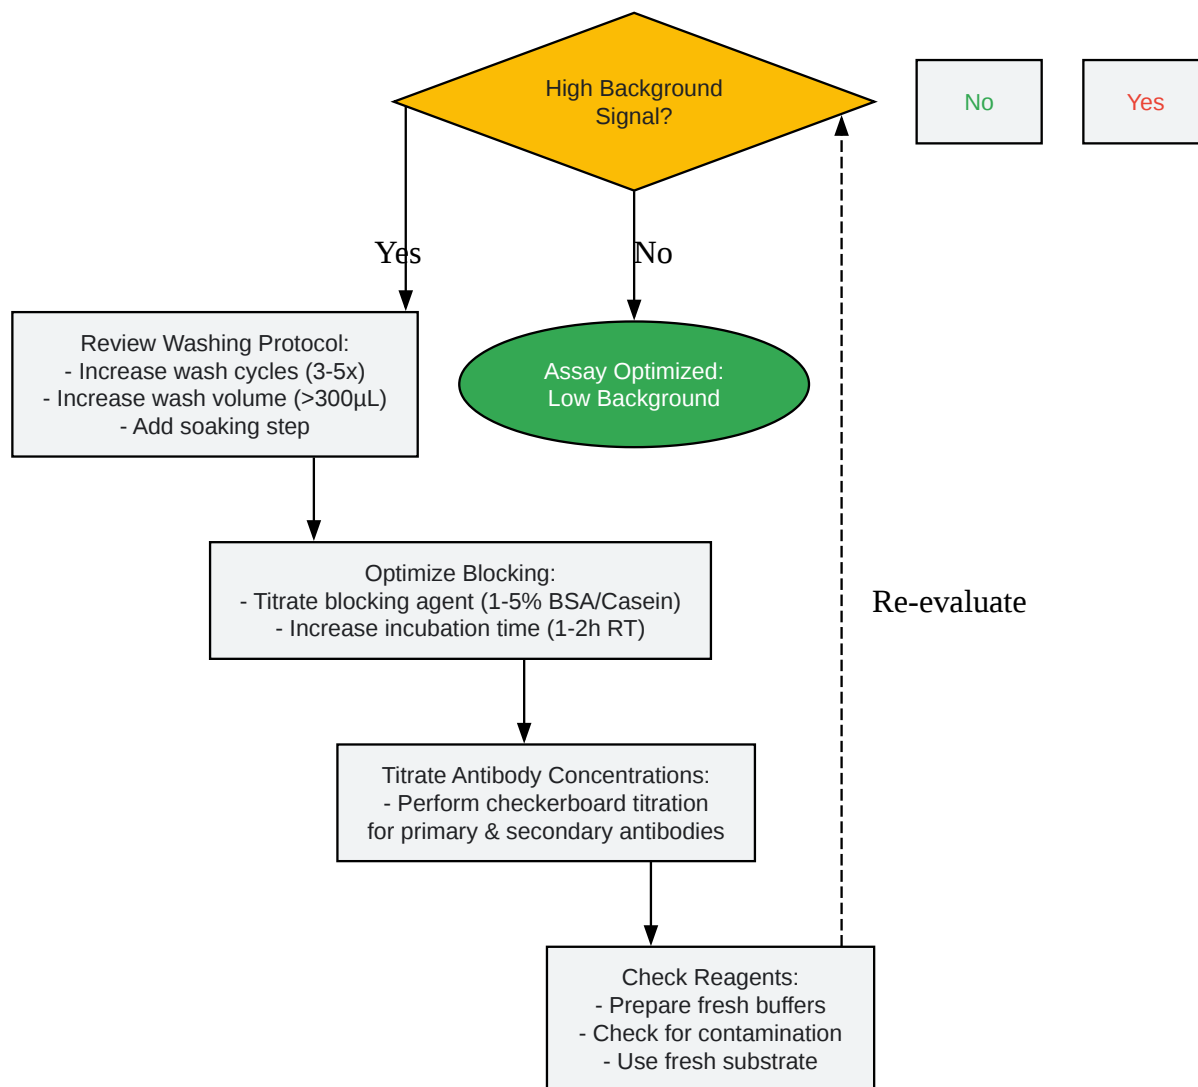 High Background
Signal?
No
Yes
Yes
No
Review Washing Protocol:
- Increase wash cycles (3-5x)
- Increase wash volume (>300µL)
- Add soaking step
Assay Optimized:
Low Background
Optimize Blocking:
- Titrate blocking agent (1-5% BSA/Casein)
- Increase incubation time (1-2h RT)
Re-evaluate
Titrate Antibody Concentrations:
- Perform checkerboard titration
for primary & secondary antibodies
Check Reagents:
- Prepare fresh buffers
- Check for contamination
- Use fresh substrate